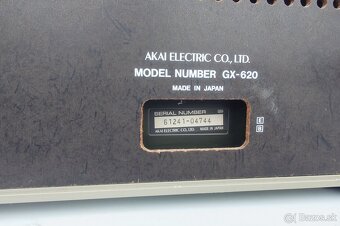 AKAI ELECTRIC CO., LTD.
MODEL NUMBER GX-620
MADE IN JAPAN
SERIAL NUMBER
61241-04744
AKAI ELECTRIC CO., LTD. MADE IN JAPAN
E
B
Bazos.sk